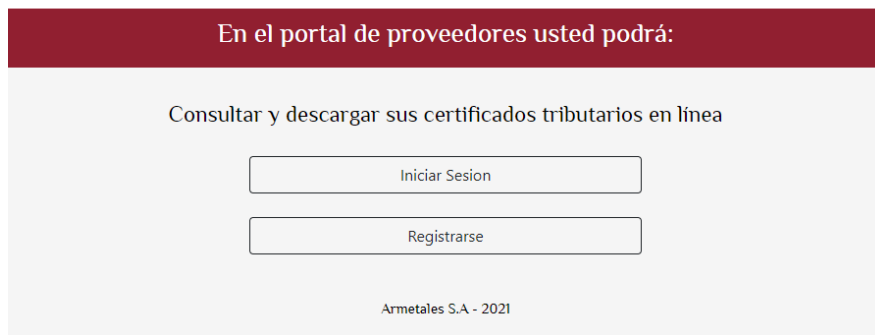 En el portal de proveedores usted podrá:
Consultar y descargar sus certificados tributarios en línea
Iniciar Sesion
Registrarse
Armetales S.A - 2021